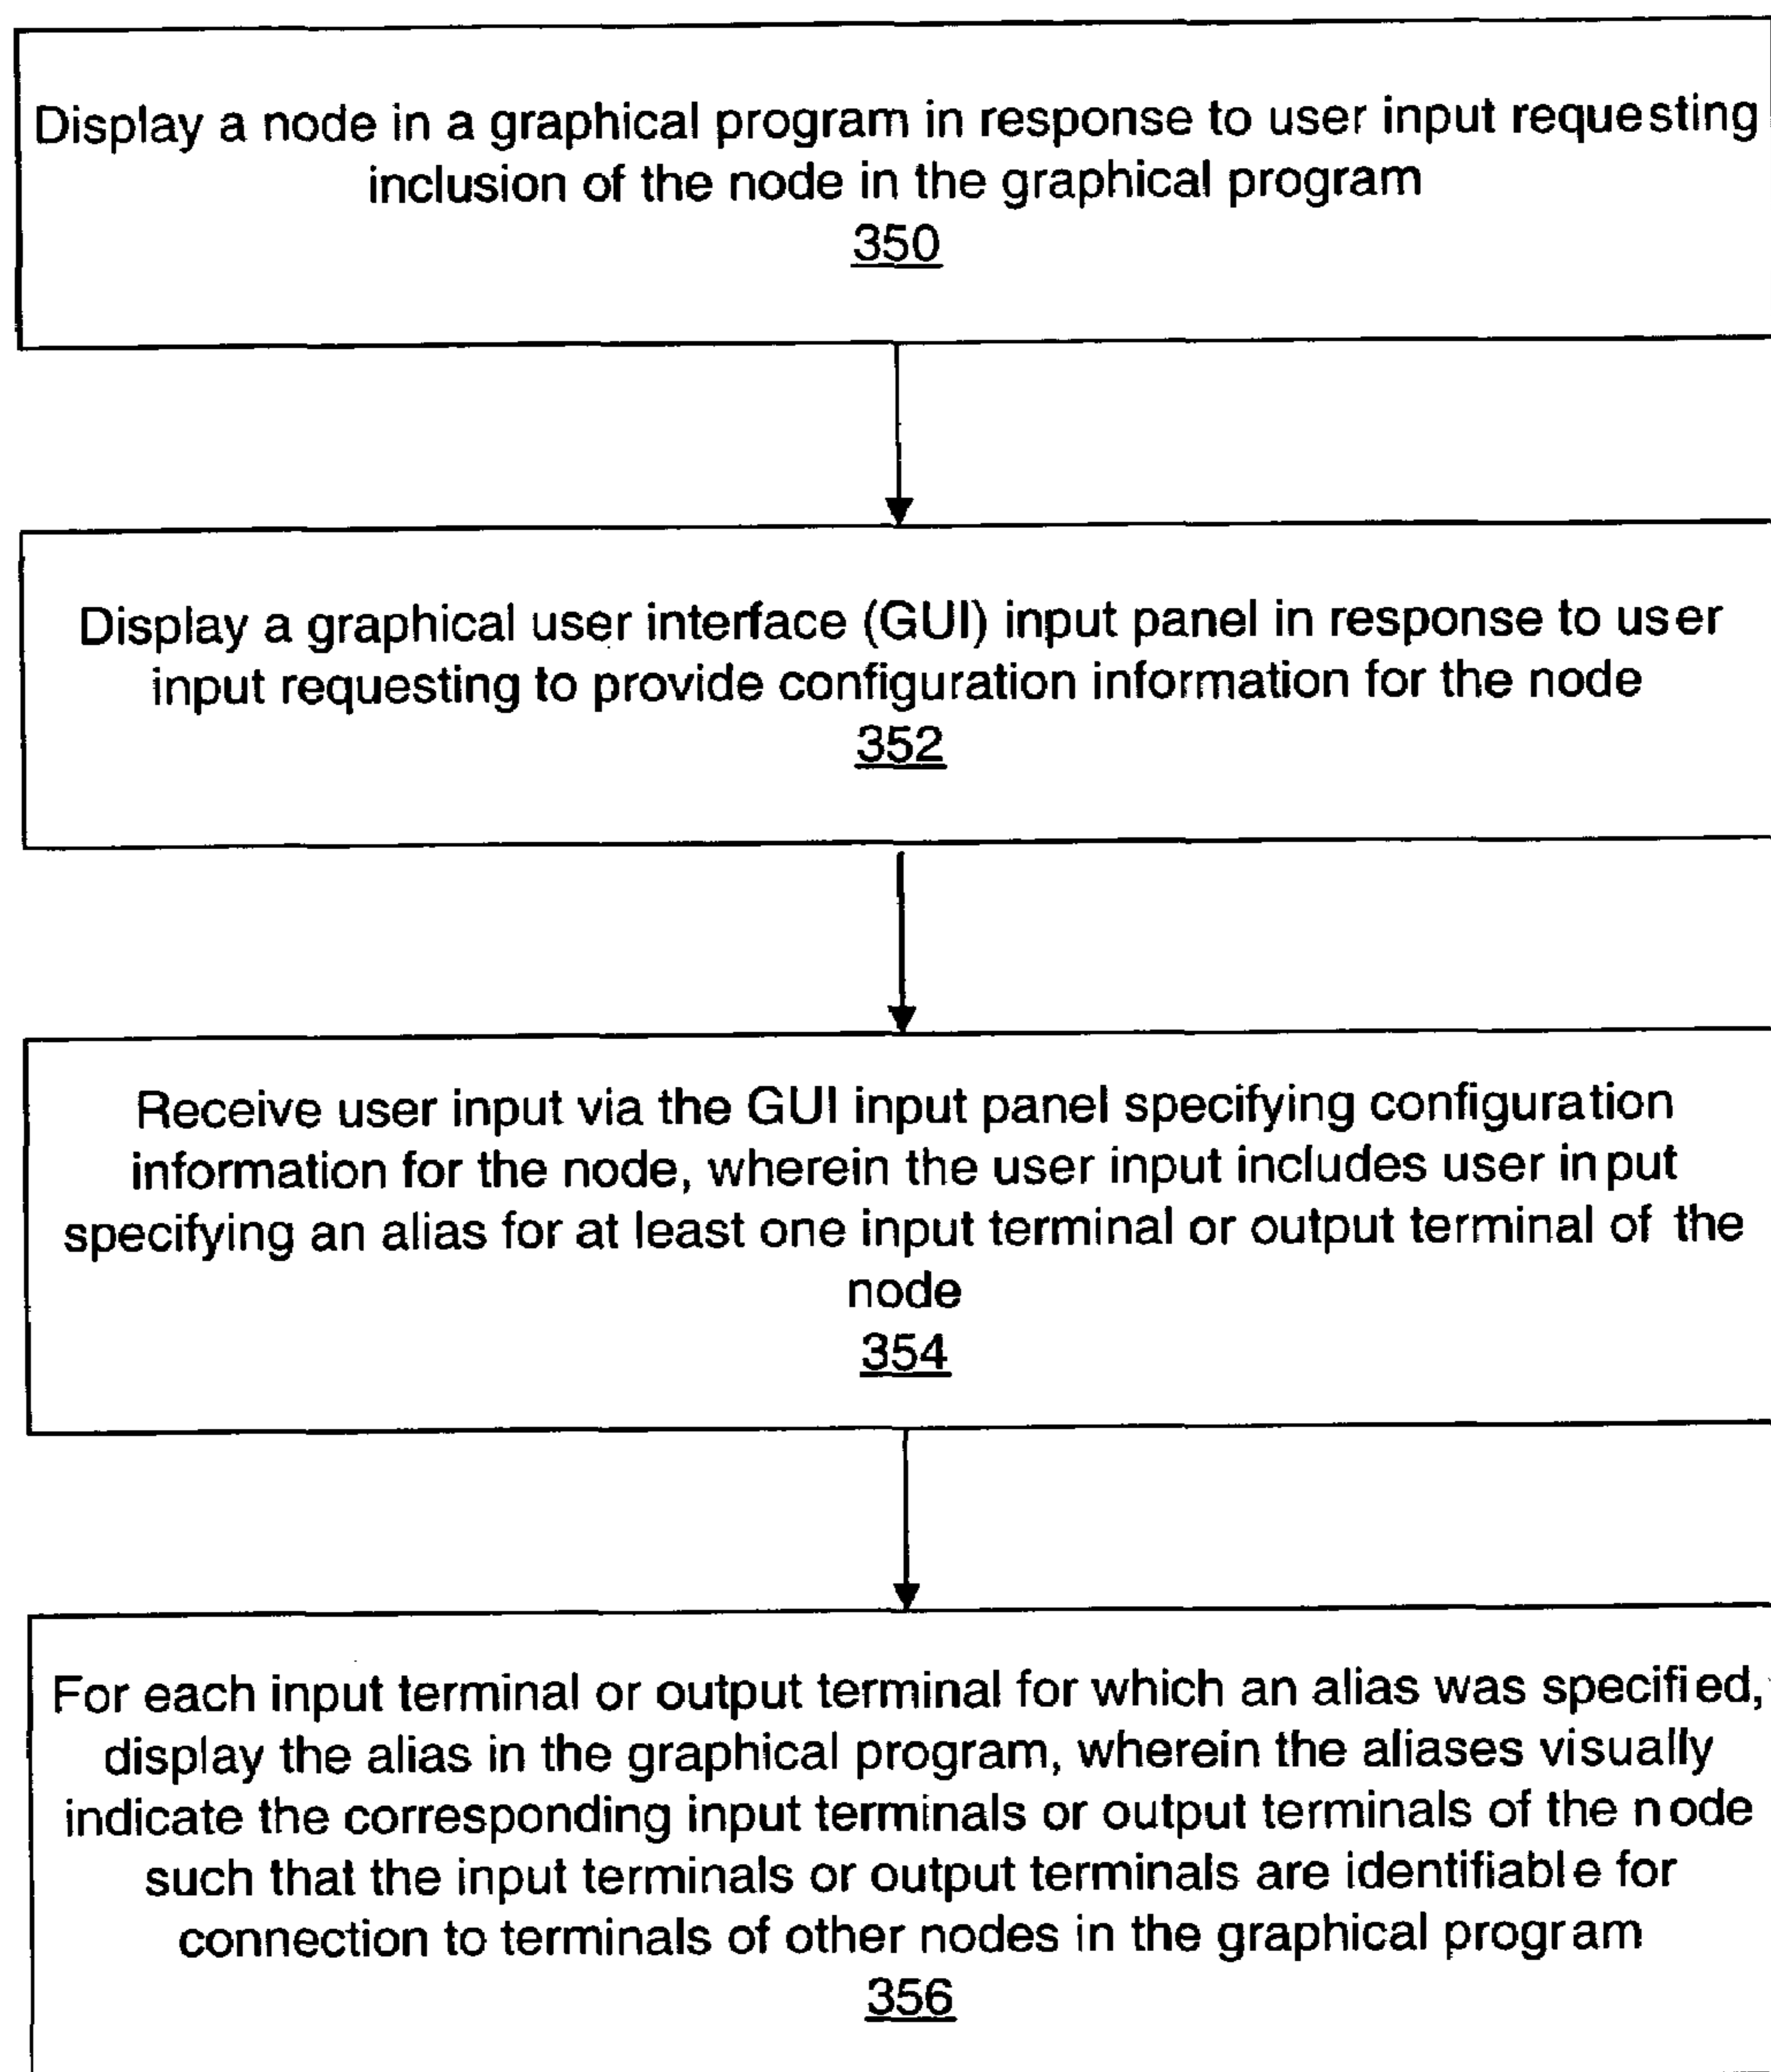 Display a node in a graphical program in response to user input requesting
inclusion of the node in the graphical program
350
Display a graphical user interface (GUI) input panel in response to user
input requesting to provide configuration information for the node
352
Receive user input via the GUI input panel specifying configuration
information for the node, wherein the user input includes user input
specifying an alias for at least one input terminal or output terminal of the
node
354
For each input terminal or output terminal for which an alias was specified,
display the alias in the graphical program, wherein the aliases visually
indicate the corresponding input terminals or output terminals of the node
such that the input terminals or output terminals are identifiable for
connection to terminals of other nodes in the graphical program
356